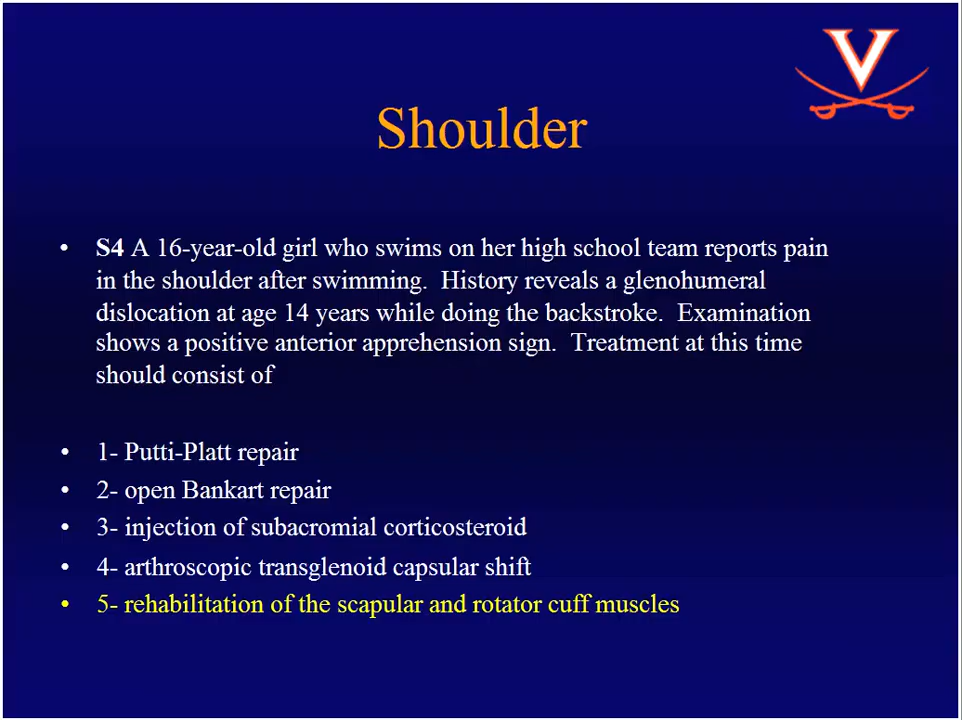 V
Shoulder
• S4 A 16-year-old girl who swims on her high school team reports pain
in the shoulder after swimming.  History reveals a glenohumeral
dislocation at age 14 years while doing the backstroke.  Examination
shows a positive anterior apprehension sign.  Treatment at this time
should consist of
• 1- Putti-Platt repair
• 2- open Bankart repair
• 3- injection of subacromial corticosteroid
• 4- arthroscopic transglenoid capsular shift
• 5- rehabilitation of the scapular and rotator cuff muscles